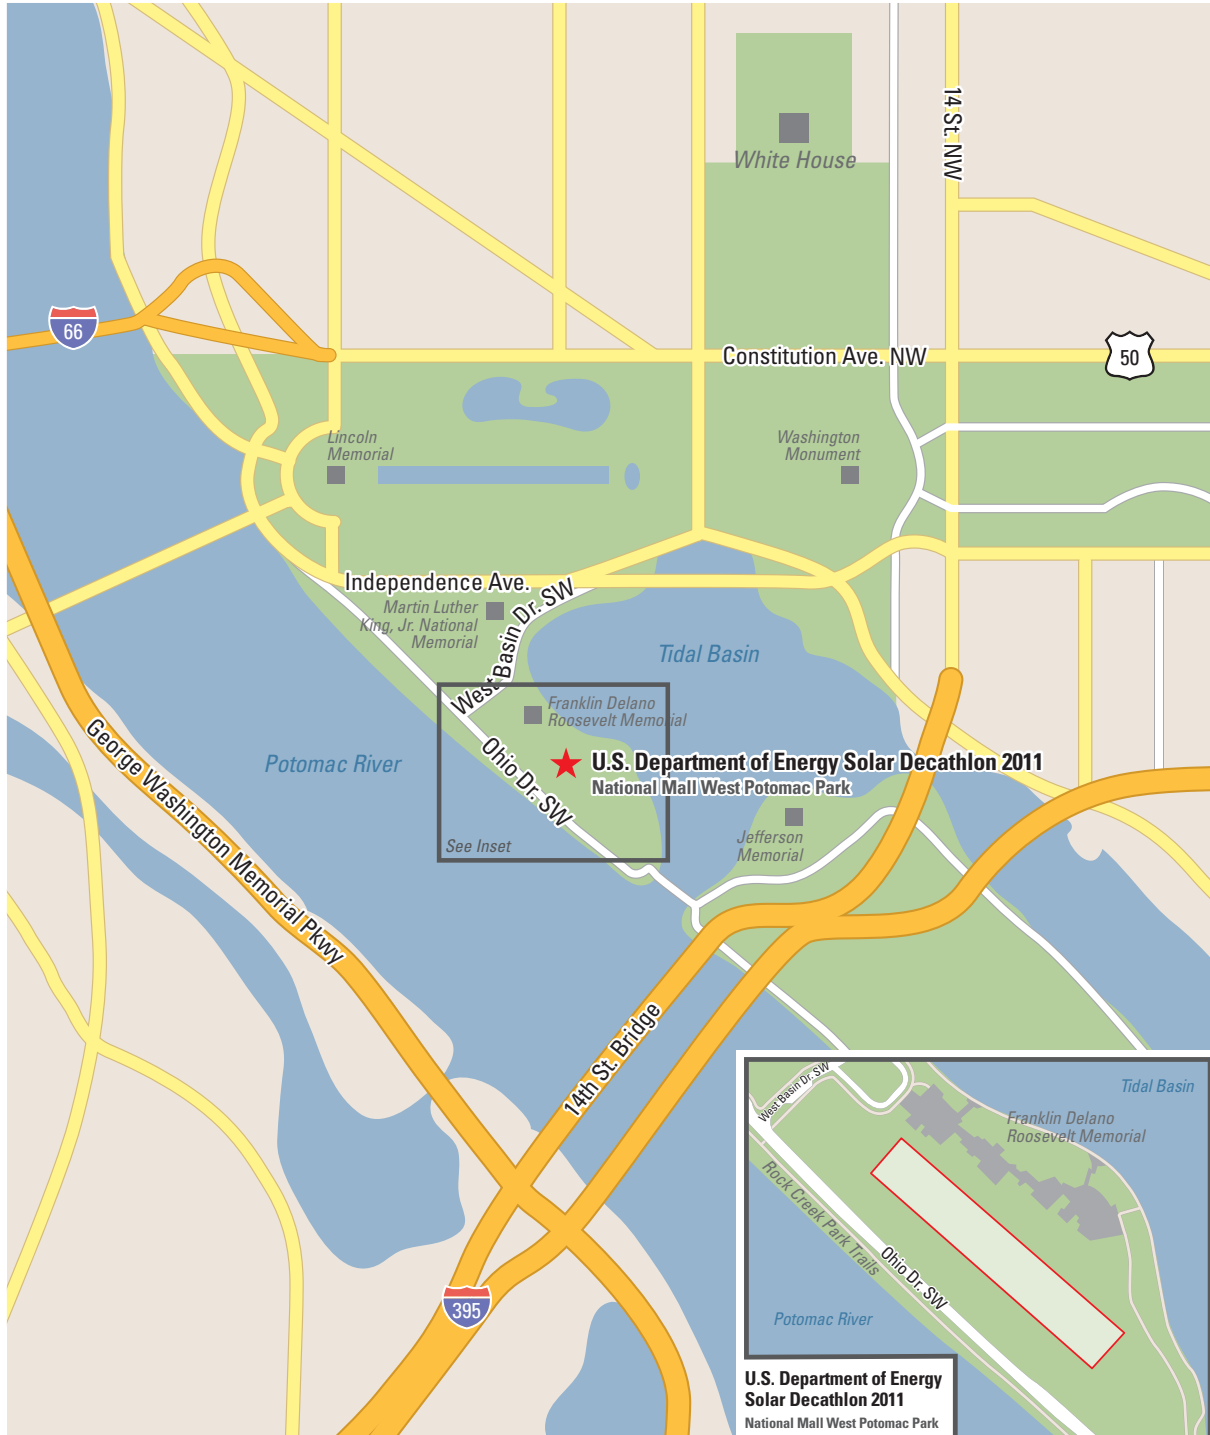 14 St. NW
White House
66
Constitution Ave. NW
50
Lincoln
Memorial
Washington
Monument
Independence Ave.
Martin Luther
King, Jr. National
Memorial
West Basin Dr. SW
Tidal Basin
Franklin Delano
Roosevelt Memorial
Potomac River
George Washington Memorial Pkwy
Ohio Dr. SW
U.S. Department of Energy Solar Decathlon 2011
National Mall West Potomac Park
See Inset
Jefferson
Memorial
14th St. Bridge
395
West Basin Dr. SW
Tidal Basin
Franklin Delano
Roosevelt Memorial
Rock Creek Park Trails
Ohio Dr. SW
Potomac River
U.S. Department of Energy
Solar Decathlon 2011
National Mall West Potomac Park